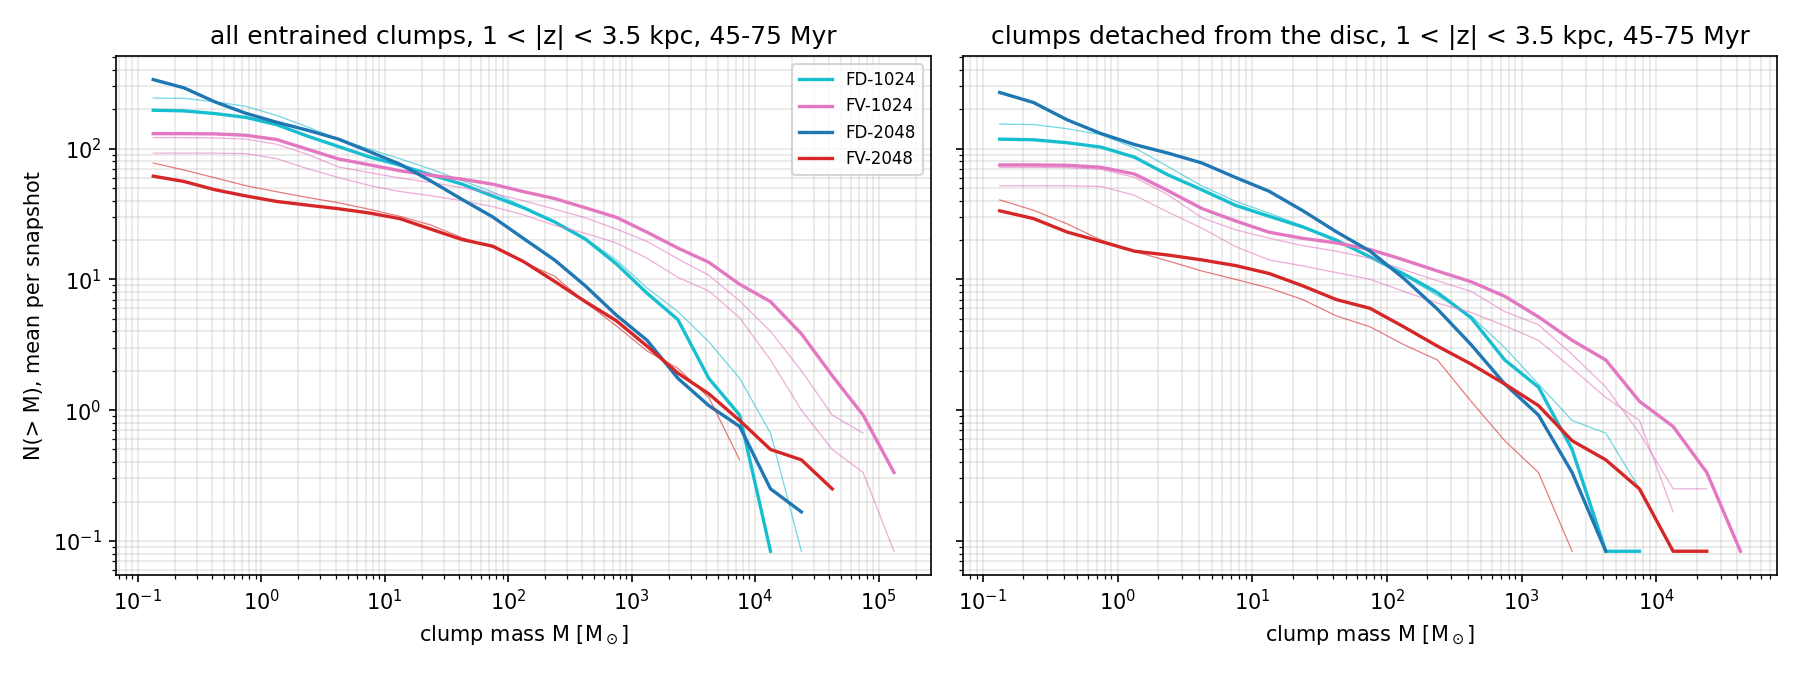 all entrained clumps, 1 < |z| < 3.5 kpc, 45-75 Myr
clumps detached from the disc, 1 < |z| < 3.5 kpc, 45-75 Myr
FD-1024
FV-1024
FD-2048
FV-2048
N(> M), mean per snapshot
10²
10¹
10⁰
10⁻¹
10⁻¹ 10⁰ 10¹ 10² 10³ 10⁴ 10⁵
10⁻¹ 10⁰ 10¹ 10² 10³ 10⁴
clump mass M [M⊙]
clump mass M [M⊙]